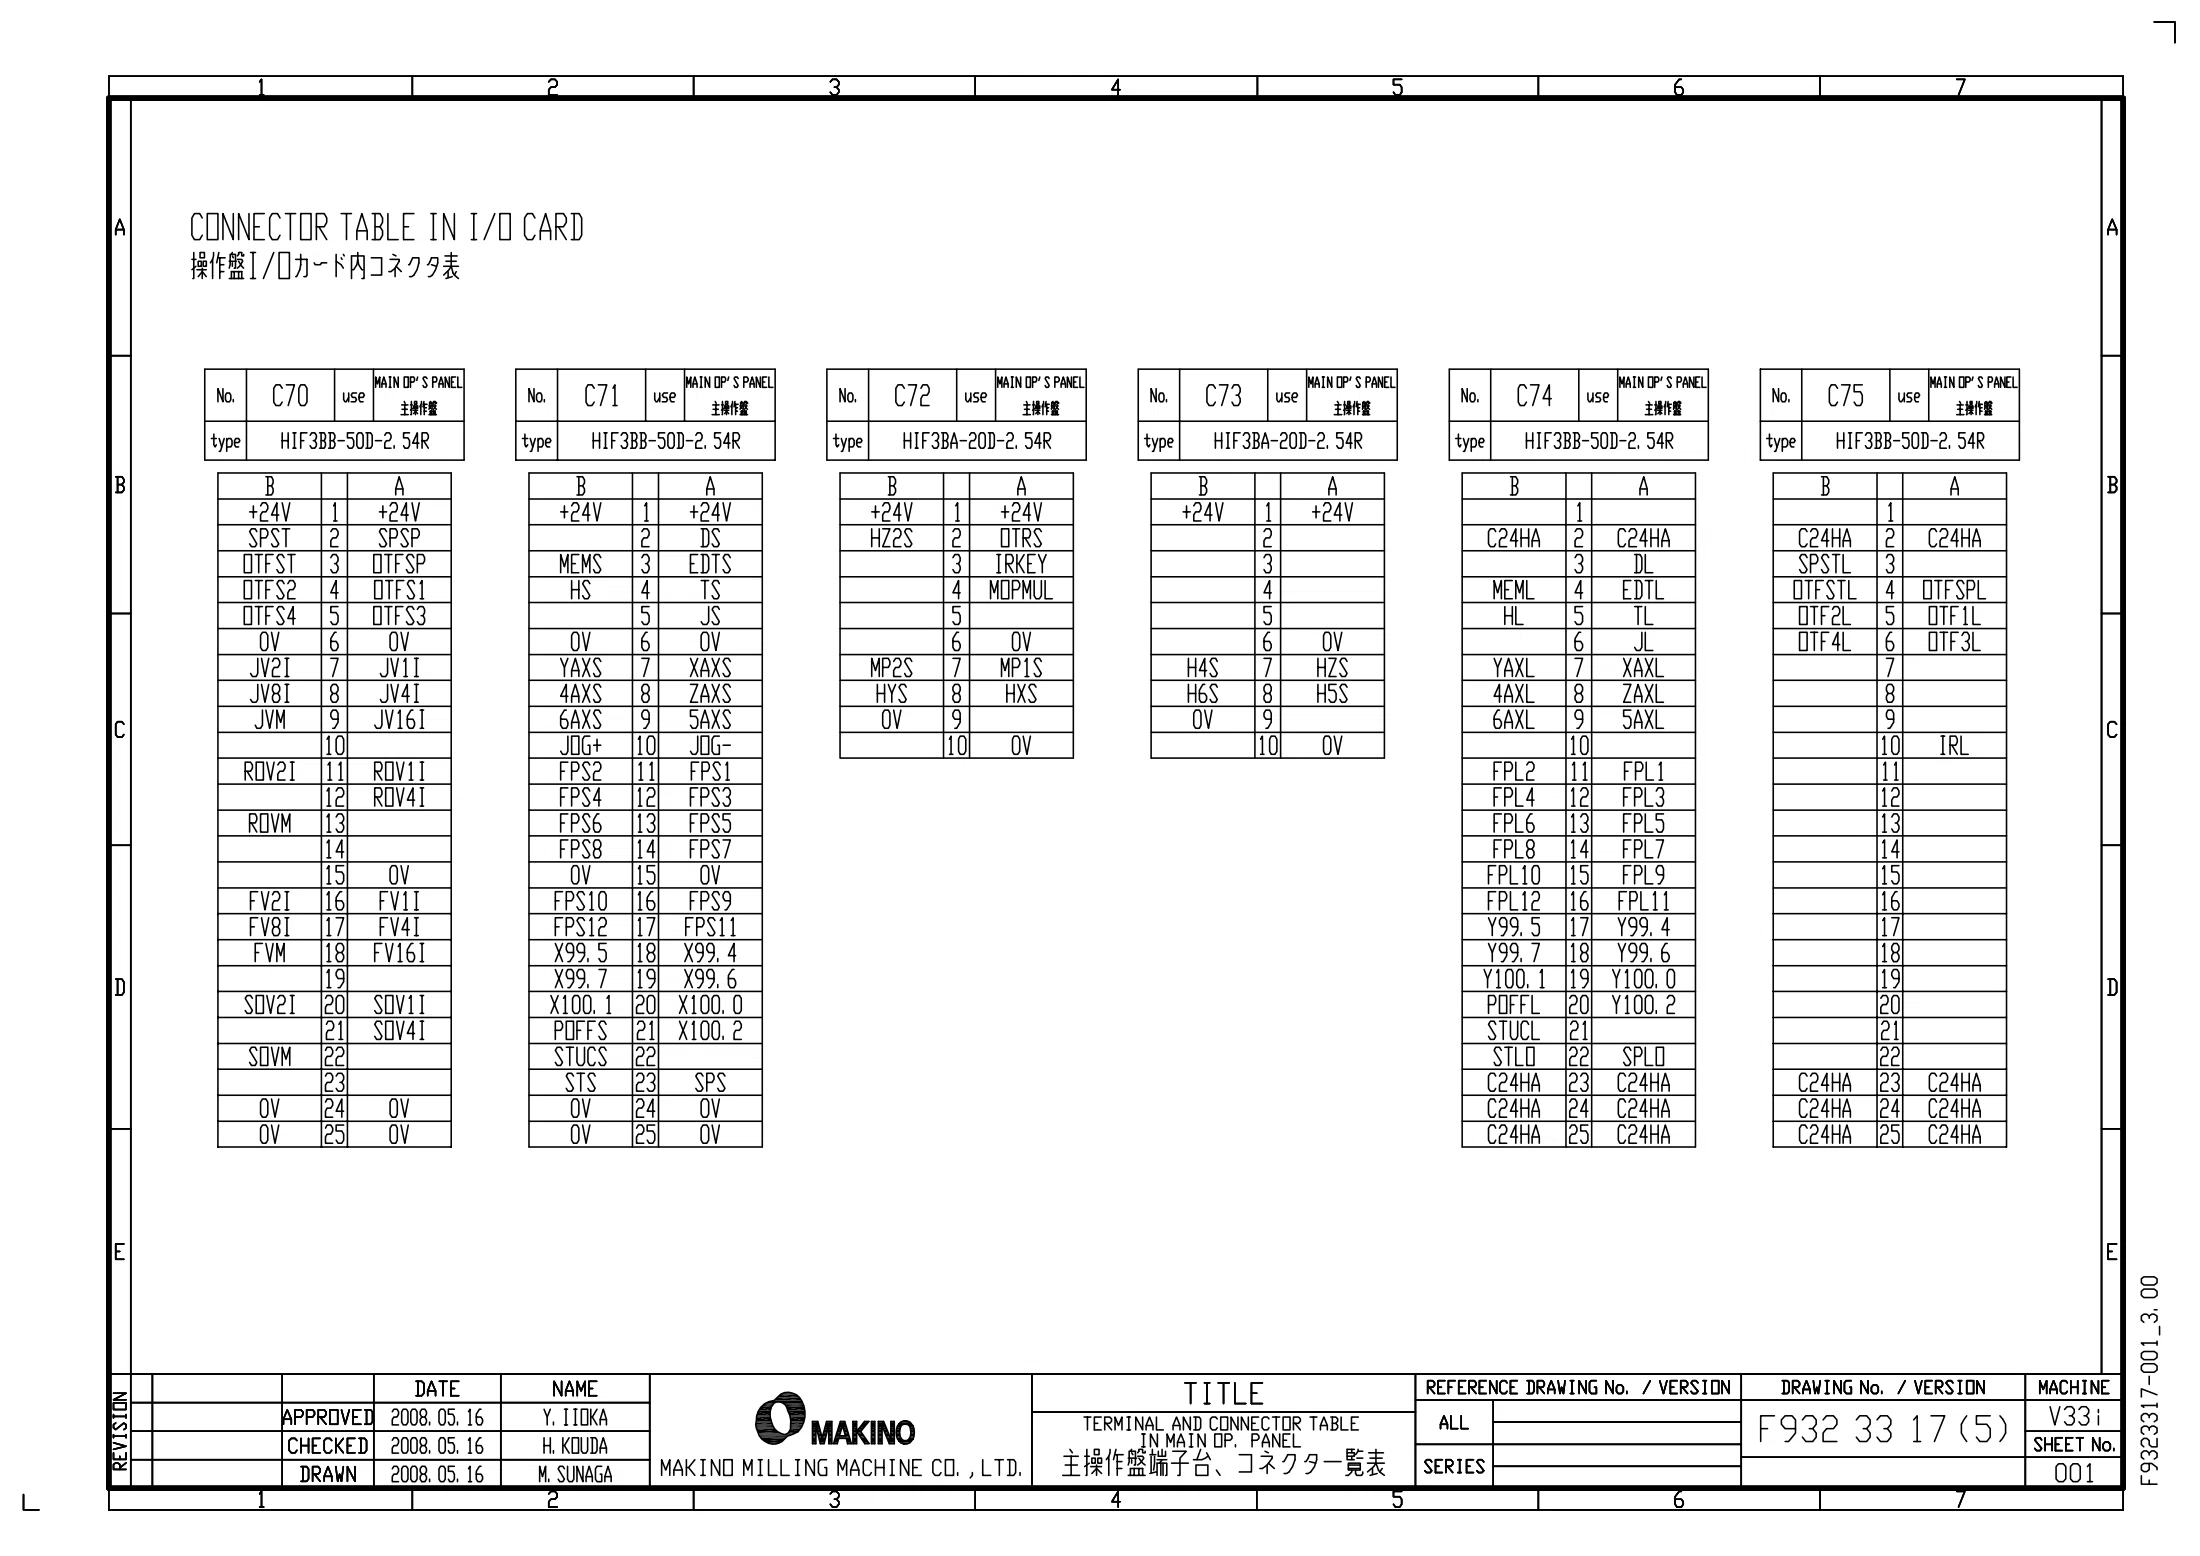 1 2 3 4 5 6 7
A A
CONNECTOR TABLE IN I/O CARD
操作盤I/Oカード内コネクタ表
No. C70 use MAIN OP'S PANEL 主操作盤
type HIF3BB-50D-2.54R
B A
+24V 1 +24V
SPST 2 SPSP
OTFST 3 OTFSP
OTFS2 4 OTFS1
OTFS4 5 OTFS3
0V 6 0V
JV2I 7 JV1I
JV8I 8 JV4I
JVM 9 JV16I
10
ROV2I 11 ROV1I
12 ROV4I
ROVM 13
14
15 0V
FV2I 16 FV1I
FV8I 17 FV4I
FVM 18 FV16I
19
SOV2I 20 SOV1I
21 SOV4I
SOVM 22
23
0V 24 0V
0V 25 0V
No. C71 use MAIN OP'S PANEL 主操作盤
type HIF3BB-50D-2.54R
B A
+24V 1 +24V
2 DS
MEMS 3 EDTS
HS 4 TS
5 JS
0V 6 0V
YAXS 7 XAXS
4AXS 8 ZAXS
6AXS 9 5AXS
JOG+ 10 JOG-
FPS2 11 FPS1
FPS4 12 FPS3
FPS6 13 FPS5
FPS8 14 FPS7
0V 15 0V
FPS10 16 FPS9
FPS12 17 FPS11
X99.5 18 X99.4
X99.7 19 X99.6
X100.1 20 X100.0
POFFS 21 X100.2
STUCS 22
STS 23 SPS
0V 24 0V
0V 25 0V
No. C72 use MAIN OP'S PANEL 主操作盤
type HIF3BA-20D-2.54R
B A
+24V 1 +24V
HZ2S 2 OTRS
3 IRKEY
4 MOPMUL
5
6 0V
MP2S 7 MP1S
HYS 8 HXS
0V 9
10 0V
No. C73 use MAIN OP'S PANEL 主操作盤
type HIF3BA-20D-2.54R
B A
+24V 1 +24V
2
3
4
5
6 0V
H4S 7 HZS
H6S 8 H5S
0V 9
10 0V
No. C74 use MAIN OP'S PANEL 主操作盤
type HIF3BB-50D-2.54R
B A
1
C24HA 2 C24HA
3 DL
MEML 4 EDTL
HL 5 TL
6 JL
YAXL 7 XAXL
4AXL 8 ZAXL
6AXL 9 5AXL
10
FPL2 11 FPL1
FPL4 12 FPL3
FPL6 13 FPL5
FPL8 14 FPL7
FPL10 15 FPL9
FPL12 16 FPL11
Y99.5 17 Y99.4
Y99.7 18 Y99.6
Y100.1 19 Y100.0
POFFL 20 Y100.2
STUCL 21
STLO 22 SPLO
C24HA 23 C24HA
C24HA 24 C24HA
C24HA 25 C24HA
No. C75 use MAIN OP'S PANEL 主操作盤
type HIF3BB-50D-2.54R
B A
1
C24HA 2 C24HA
SPSTL 3
OTFSTL 4 OTFSPL
OTF2L 5 OTF1L
OTF4L 6 OTF3L
7
8
9
10 IRL
11
12
13
14
15
16
17
18
19
20
21
22
C24HA 23 C24HA
C24HA 24 C24HA
C24HA 25 C24HA
B B
C C
D D
E E
F9323317-001_3.00
REVISION
DATE NAME
APPROVED 2008.05.16 Y. IIOKA
CHECKED 2008.05.16 H. KOUDA
DRAWN 2008.05.16 M. SUNAGA
MAKINO
MAKINO MILLING MACHINE CO.,LTD.
TITLE
TERMINAL AND CONNECTOR TABLE
IN MAIN OP. PANEL
主操作盤端子台、コネクター覧表
REFERENCE DRAWING No. / VERSION
ALL
SERIES
DRAWING No. / VERSION
F932 33 17(5)
MACHINE
V33i
SHEET No.
001
1 2 3 4 5 6 7